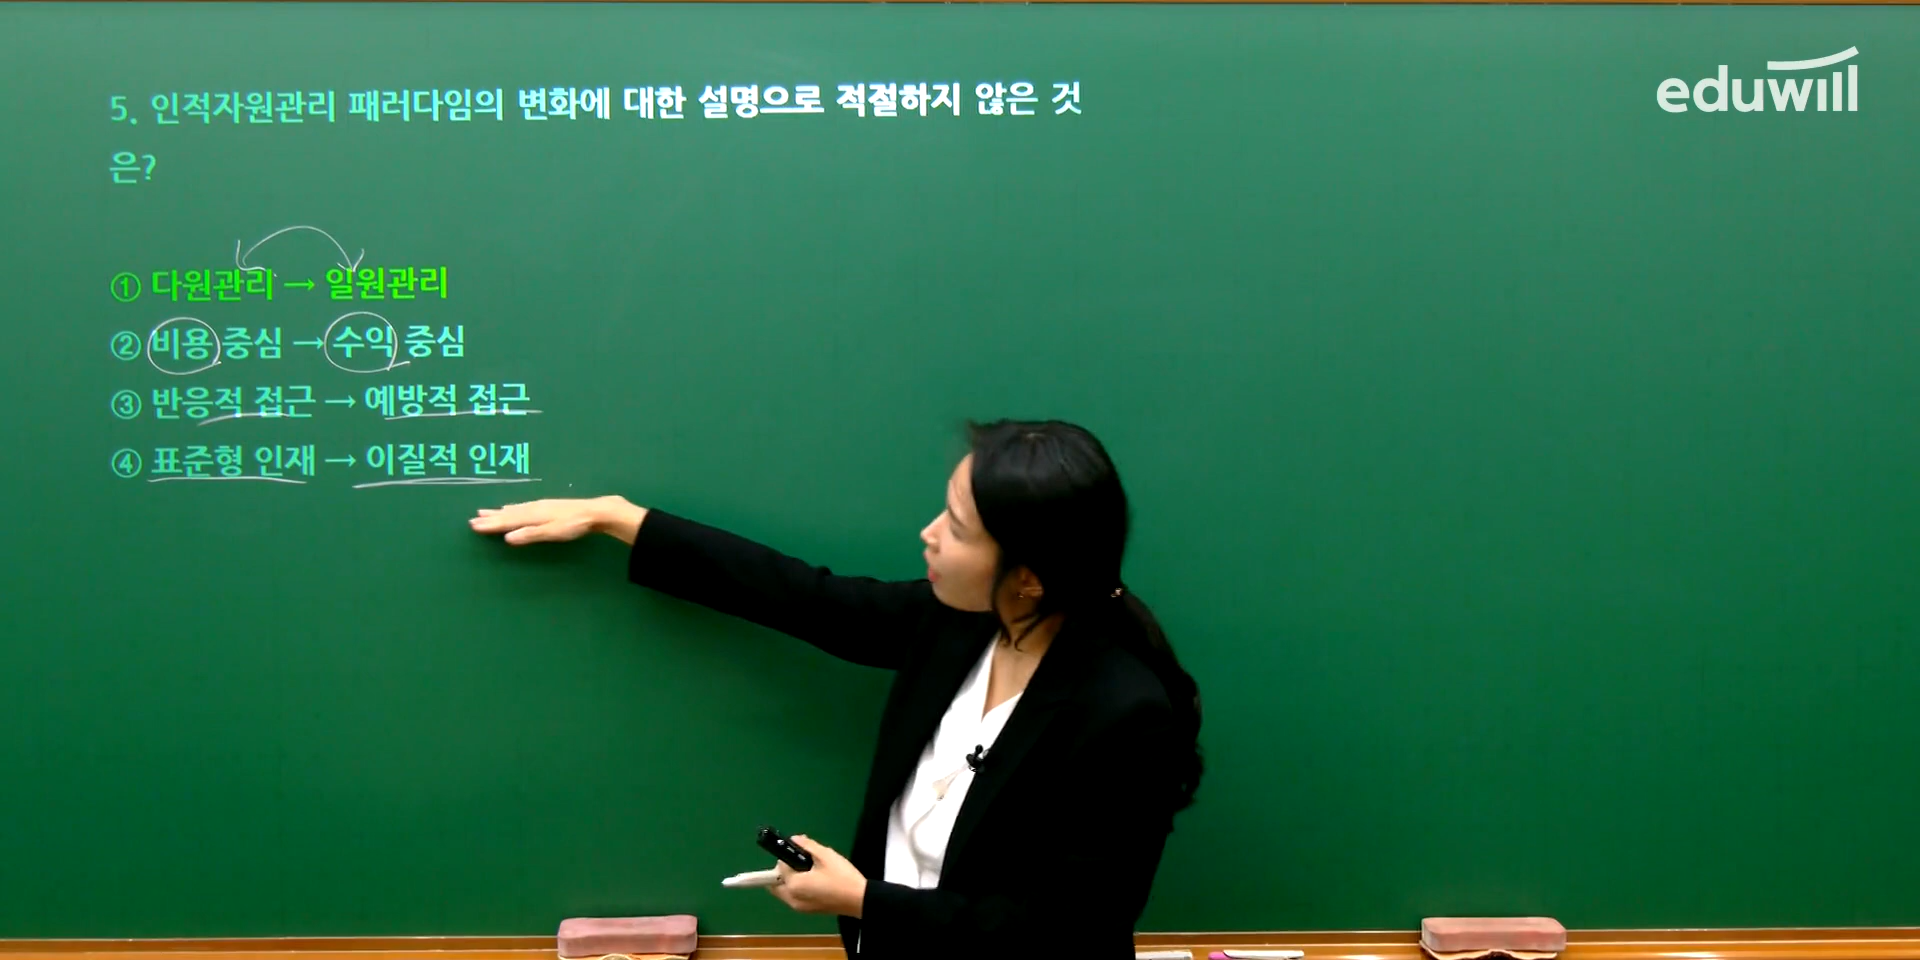 eduwill
5. 인적자원관리 패러다임의 변화에 대한 설명으로 적절하지 않은 것
은?
① 다원관리 → 일원관리
② 비용 중심 → 수익 중심
③ 반응적 접근 → 예방적 접근
④ 표준형 인재 → 이질적 인재